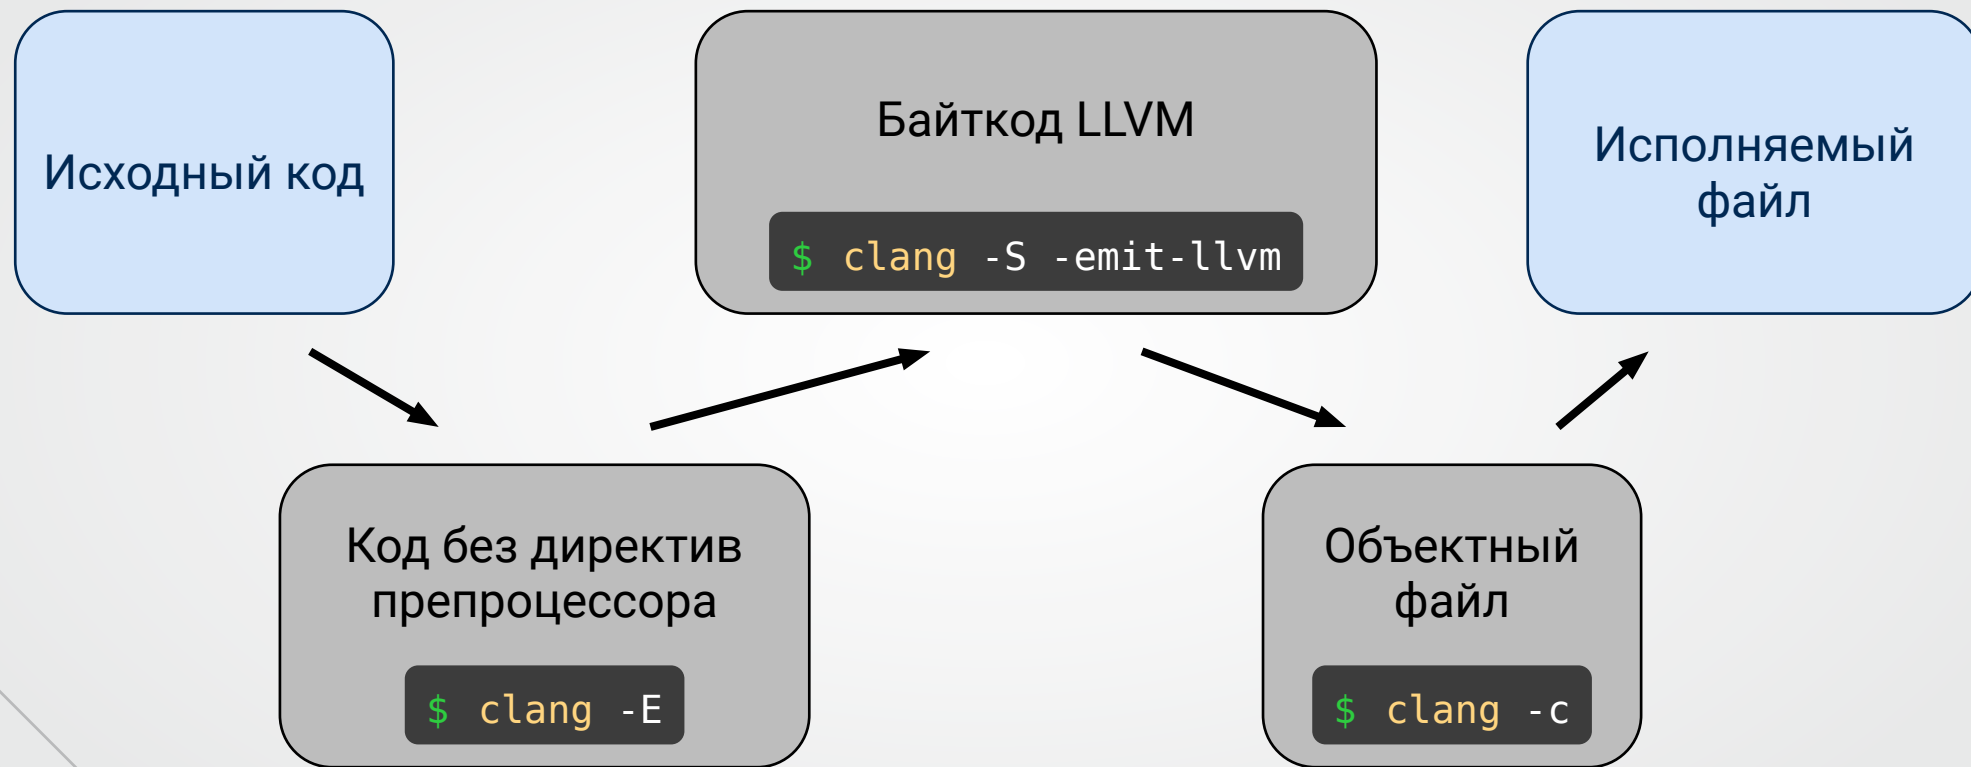 Исходный код
Байткод LLVM
$ clang -S -emit-llvm
Исполняемый
файл
Код без директив
препроцессора
$ clang -E
Объектный
файл
$ clang -c